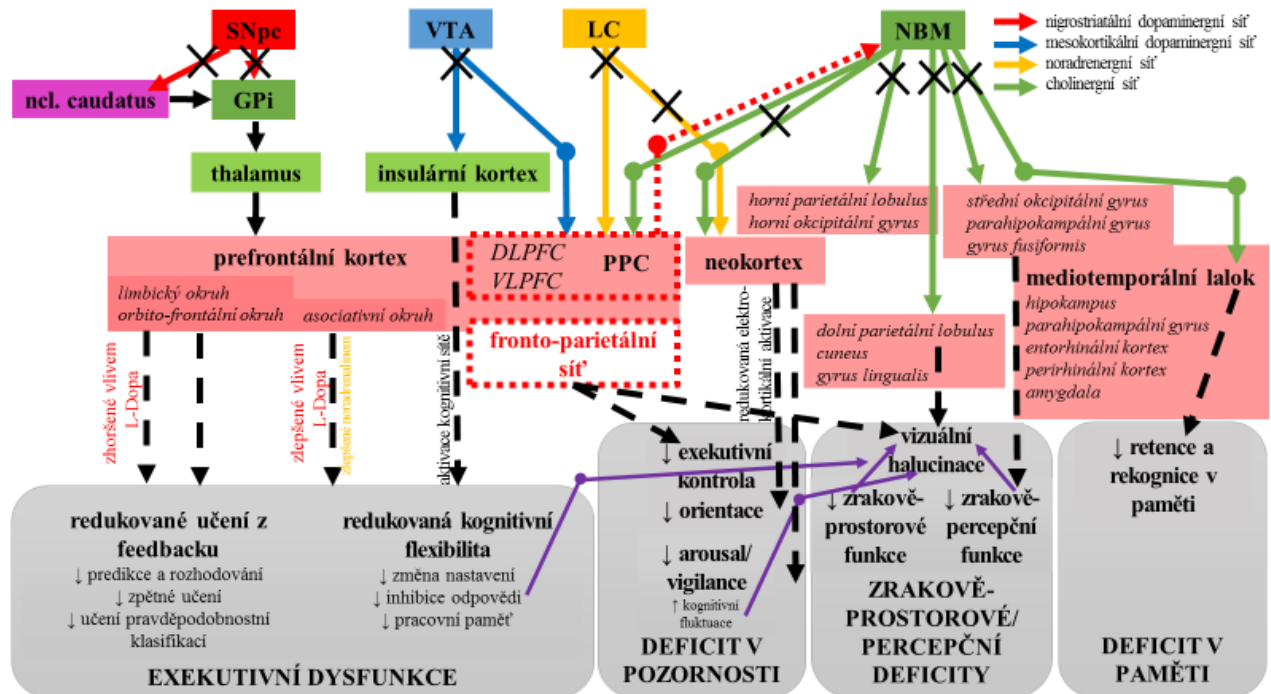 SNpc
VTA
LC
NBM
nigrostriatální dopaminergní síť
mesokortikální dopaminergní síť
noradrenergní síť
cholinergní síť
ncl. caudatus
GPi
thalamus
insulární kortex
horní parietální lobulus
horní okcipitální gyrus
střední okcipitální gyrus
parahipokampální gyrus
gyrus fusiformis
prefrontální kortex
limbický okruh
orbito-frontální okruh
asociativní okruh
DLPFC
VLPFC
PPC
neokortex
mediotemporální lalok
hipokampus
parahipokampální gyrus
entorhinální kortex
perirhinální kortex
amygdala
fronto-parietální
síť
dolní parietální lobulus
cuneus
gyrus lingualis
zhoršené vlivem
L-Dopa
zlepšené vlivem
L-Dopa
zlepšené noradrenalinem
aktivace kognitivní sítě
redukovaná elektro-
kortikální aktivace
redukované učení z
feedbacku
↓ predikce a rozhodování
↓ zpětné učení
↓ učení pravděpodobnostní
klasifikací
redukovaná kognitivní
flexibilita
↓ změna nastavení
↓ inhibice odpovědi
↓ pracovní paměť
EXEKUTIVNÍ DYSFUNKCE
↓ exekutivní
kontrola
↓ orientace
↓ arousal/
vigilance
↑ kognitivní
fluktuace
DEFICIT V
POZORNOSTI
vizuální
halucinace
↓ zrakově-
prostorové
funkce
↓ zrakově-
percepční
funkce
ZRAKOVĚ-
PROSTOROVÉ/
PERCEPČNÍ
DEFICITY
↓ retence a
rekognice v
paměti
DEFICIT V
PAMĚTI